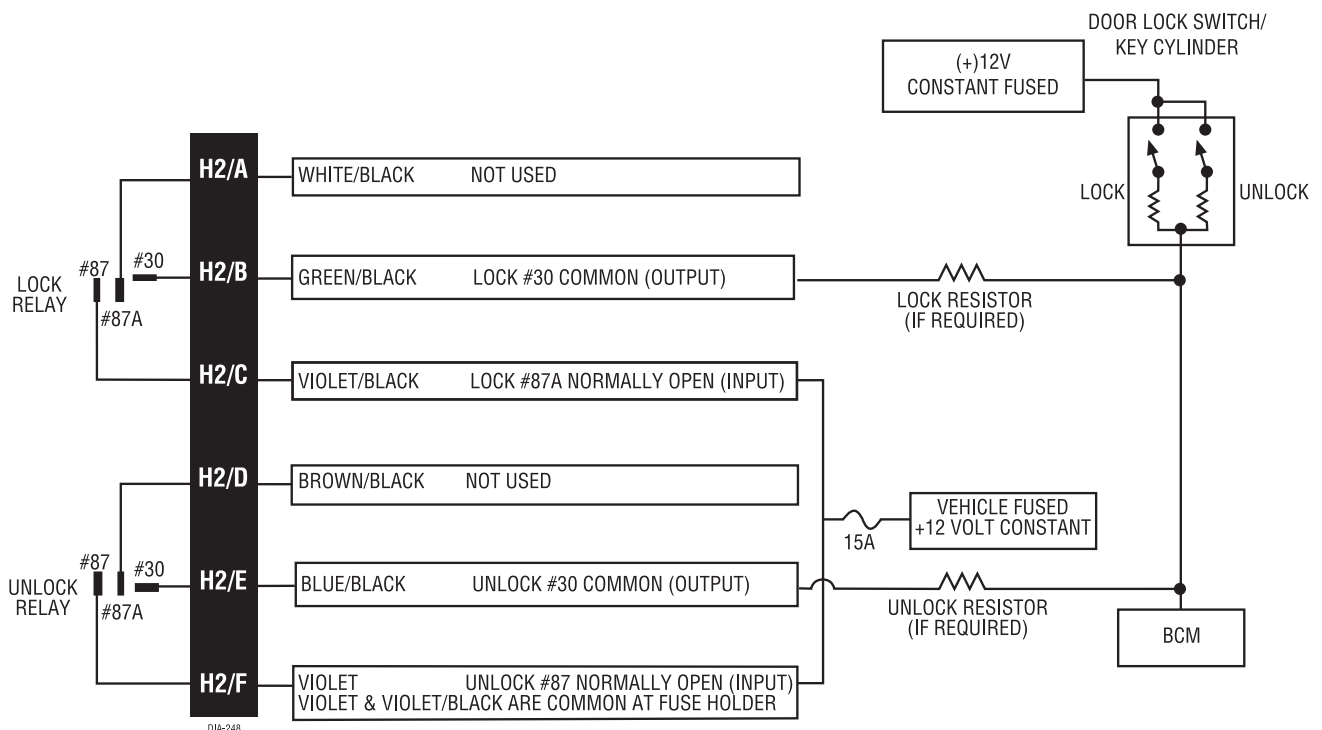 DOOR LOCK SWITCH/
KEY CYLINDER
(+)12V
CONSTANT FUSED
LOCK
UNLOCK
H2/A
WHITE/BLACK NOT USED
LOCK
RELAY
#87
#30
#87A
H2/B
GREEN/BLACK LOCK #30 COMMON (OUTPUT)
LOCK RESISTOR
(IF REQUIRED)
H2/C
VIOLET/BLACK LOCK #87A NORMALLY OPEN (INPUT)
H2/D
BROWN/BLACK NOT USED
15A
VEHICLE FUSED
+12 VOLT CONSTANT
UNLOCK
RELAY
#87
#30
#87A
H2/E
BLUE/BLACK UNLOCK #30 COMMON (OUTPUT)
UNLOCK RESISTOR
(IF REQUIRED)
BCM
H2/F
VIOLET UNLOCK #87 NORMALLY OPEN (INPUT)
VIOLET & VIOLET/BLACK ARE COMMON AT FUSE HOLDER
DIA-248